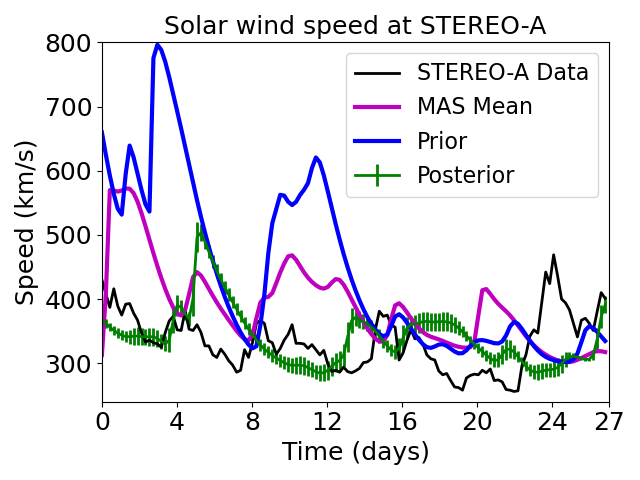 Solar wind speed at STEREO-A
800
700
600
500
400
300
Speed (km/s)
STEREO-A Data
MAS Mean
Prior
Posterior
0 4 8 12 16 20 24 27
Time (days)